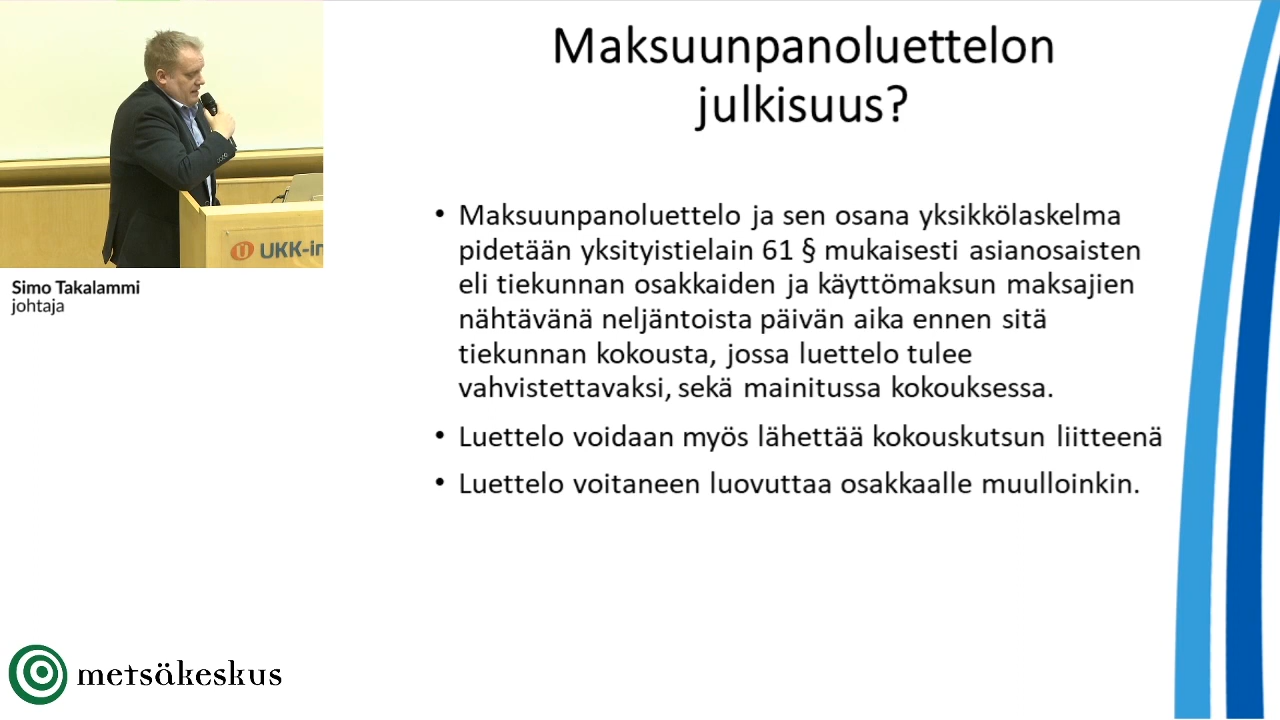 Maksuunpanoluettelon
julkisuus?
• Maksuunpanoluettelo ja sen osana yksikkölaskelma
pidetään yksityistielain 61 § mukaisesti asianosaisten
eli tiekunnan osakkaiden ja käyttömaksun maksajien
nähtävänä neljäntoista päivän aika ennen sitä
tiekunnan kokousta, jossa luettelo tulee
vahvistettavaksi, sekä mainitussa kokouksessa.
• Luettelo voidaan myös lähettää kokouskutsun liitteenä
• Luettelo voitaneen luovuttaa osakkaalle muulloinkin.
UKK-in
Simo Takalammi
johtaja
metsäkeskus